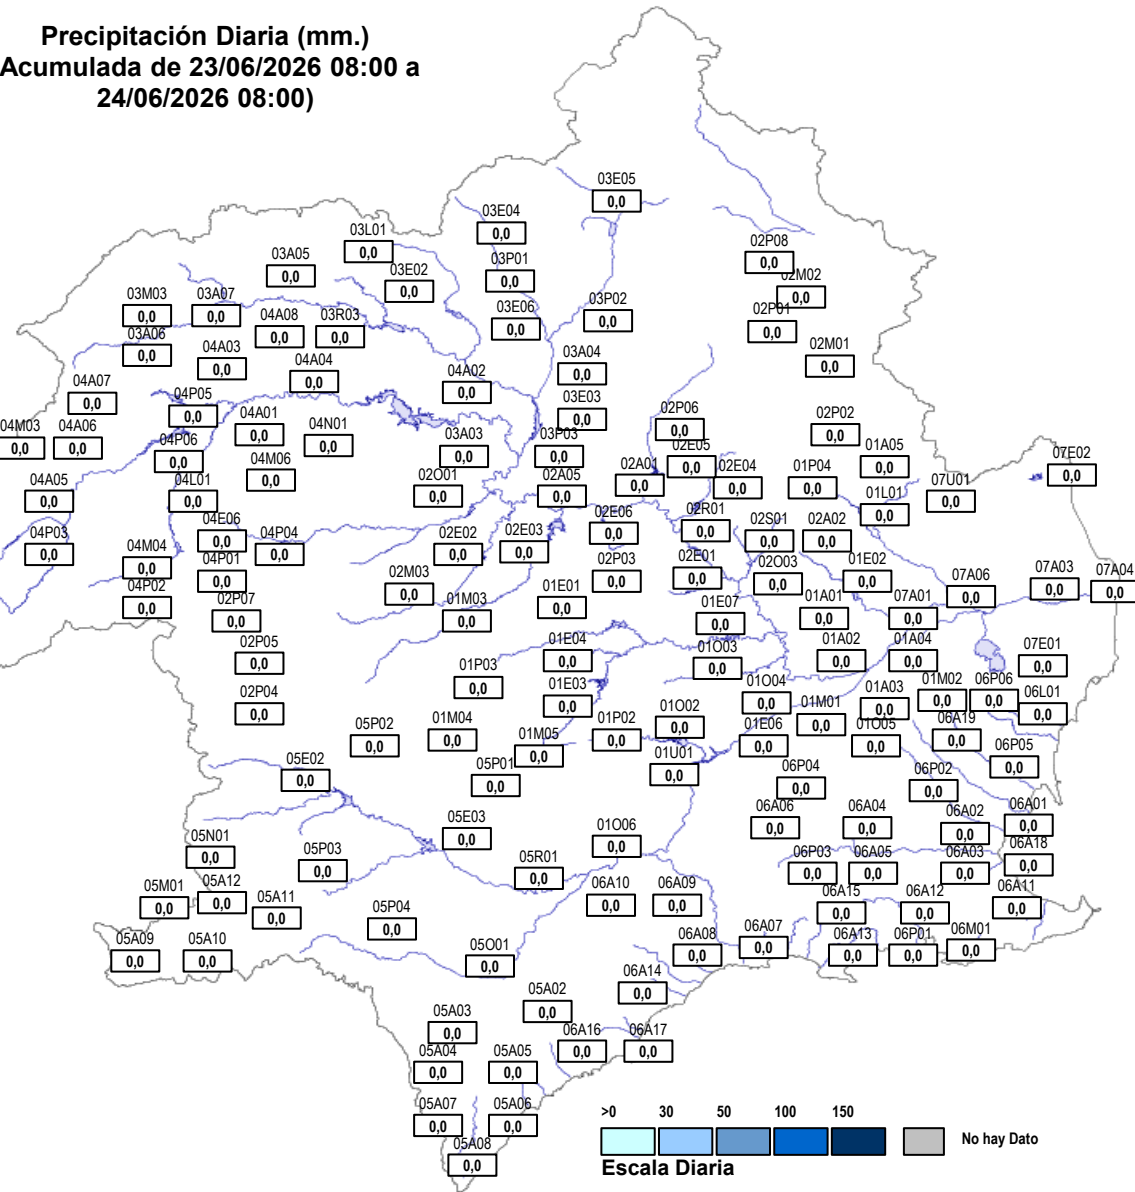 Precipitación Diaria (mm.)
Acumulada de 23/06/2026 08:00 a
24/06/2026 08:00)
03E05
0,0
03E04
0,0
03L01
0,0
02P08
0,0
03A05
0,0
03P01
0,0
03E02
0,0
02M02
0,0
03M03
0,0
03A07
0,0
03P02
0,0
04A08
0,0
03R03
0,0
03E06
0,0
02P01
0,0
03A06
0,0
04A03
0,0
03A04
0,0
02M01
0,0
04A04
0,0
04A02
0,0
04A07
0,0
04P05
0,0
03E03
0,0
02P06
0,0
04M03
0,0
04A06
0,0
04A01
0,0
04N01
0,0
02P02
0,0
04P06
0,0
03A03
0,0
03P03
0,0
02E05
0,0
01A05
0,0
07E02
0,0
04M06
0,0
02A01
0,0
02E04
0,0
01P04
0,0
04A05
0,0
04L01
0,0
02O01
0,0
02A05
0,0
07U01
0,0
01L01
0,0
04E06
0,0
02E06
0,0
02R01
0,0
02S01
0,0
02A02
0,0
04P03
0,0
04P04
0,0
02E02
0,0
02E03
0,0
04M04
0,0
04P01
0,0
02P03
0,0
02E01
0,0
02O03
0,0
01E02
0,0
04P02
0,0
02M03
0,0
01E01
0,0
07A06
0,0
07A03
0,0
07A04
0,0
02P07
0,0
01M03
0,0
01E07
0,0
01A01
0,0
07A01
0,0
02P05
0,0
01E04
0,0
01O03
0,0
01A02
0,0
01A04
0,0
07E01
0,0
01P03
0,0
02P04
0,0
01E03
0,0
01O04
0,0
01A03
0,0
01M02
0,0
06P06
0,0
06L01
0,0
01O02
0,0
01M01
0,0
05P02
0,0
01M04
0,0
01M05
0,0
01P02
0,0
01E06
0,0
01O05
0,0
06A19
0,0
05E02
0,0
05P01
0,0
01U01
0,0
06P04
0,0
06P02
0,0
06P05
0,0
05E03
0,0
01O06
0,0
06A06
0,0
06A04
0,0
06A02
0,0
06A01
0,0
05N01
0,0
05P03
0,0
05R01
0,0
06P03
0,0
06A05
0,0
06A03
0,0
06A18
0,0
05M01
0,0
05A12
0,0
05A11
0,0
06A10
0,0
06A09
0,0
06A15
0,0
06A12
0,0
06A11
0,0
05P04
0,0
05A09
0,0
05A10
0,0
05O01
0,0
06A08
0,0
06A07
0,0
06A13
0,0
06P01
0,0
06M01
0,0
06A14
0,0
05A02
0,0
05A03
0,0
06A16
0,0
06A17
0,0
05A04
0,0
05A05
0,0
05A07
0,0
05A06
0,0
05A08
0,0
>0 30 50 100 150
No hay Dato
Escala Diaria